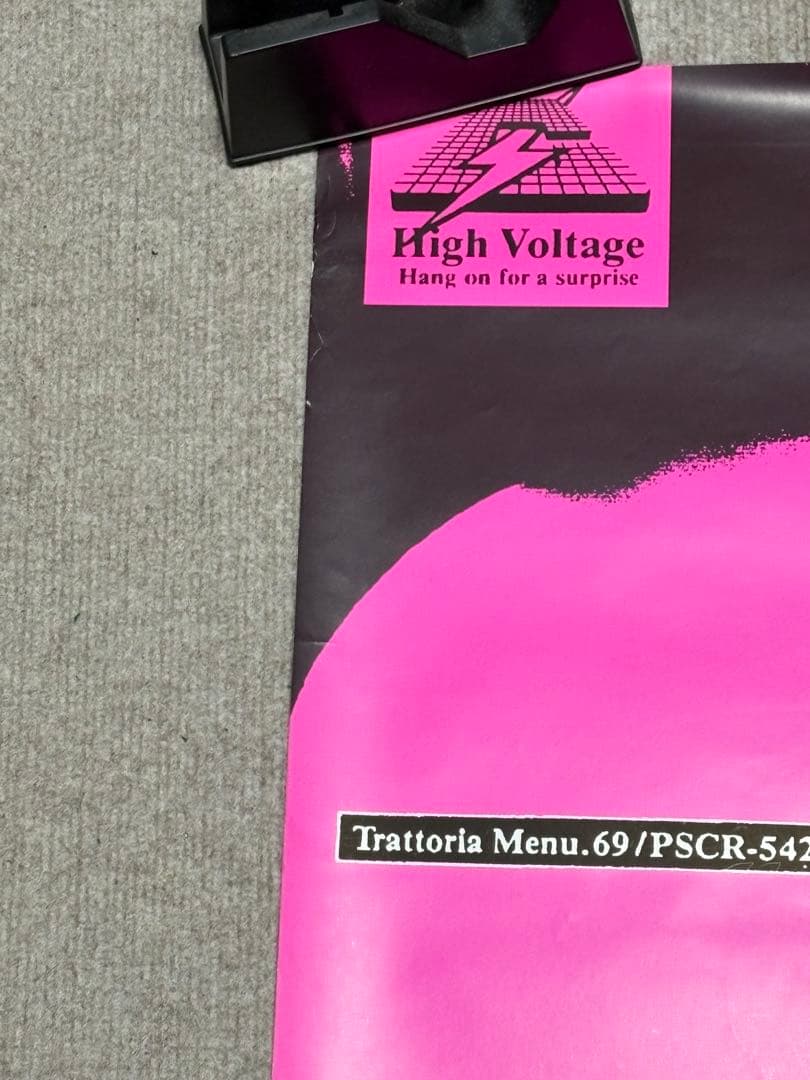 High Voltage
Hang on for a surprise
Trattoria Menu.69/PSCR-542